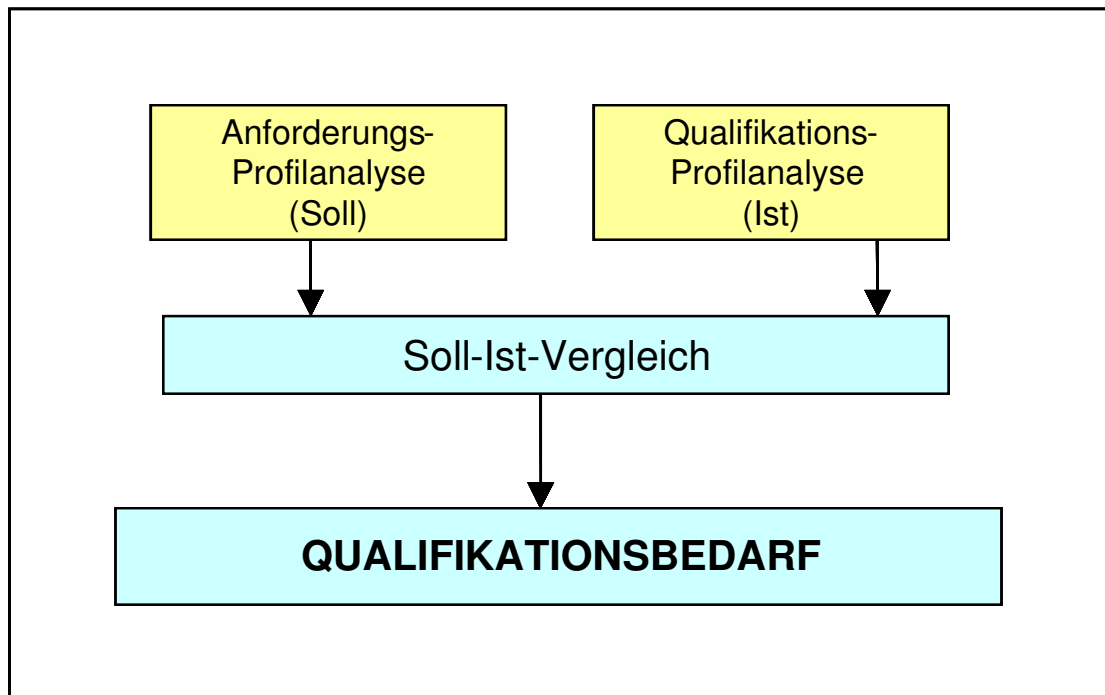 Anforderungs-
Profilanalyse
(Soll)
Qualifikations-
Profilanalyse
(Ist)
Soll-Ist-Vergleich
QUALIFIKATIONSBEDARF